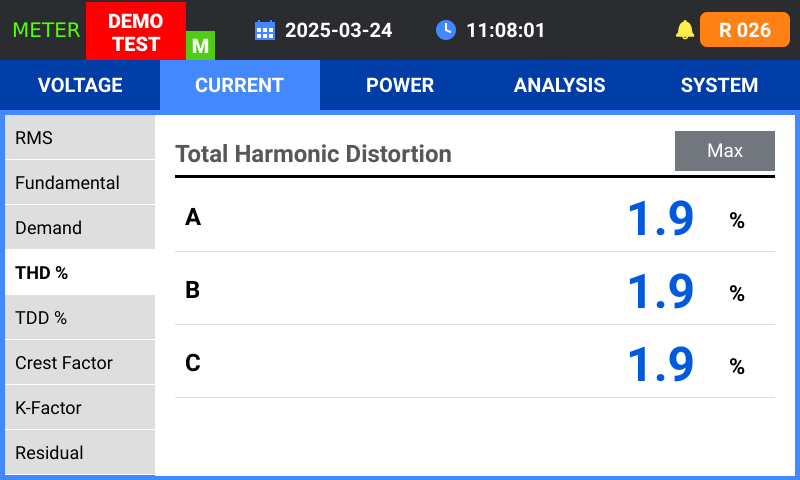 METER
DEMO
TEST
M
2025-03-24
11:08:01
R 026
VOLTAGE
CURRENT
POWER
ANALYSIS
SYSTEM
RMS
Fundamental
Demand
THD %
TDD %
Crest Factor
K-Factor
Residual
Total Harmonic Distortion
Max
A 1.9 %
B 1.9 %
C 1.9 %